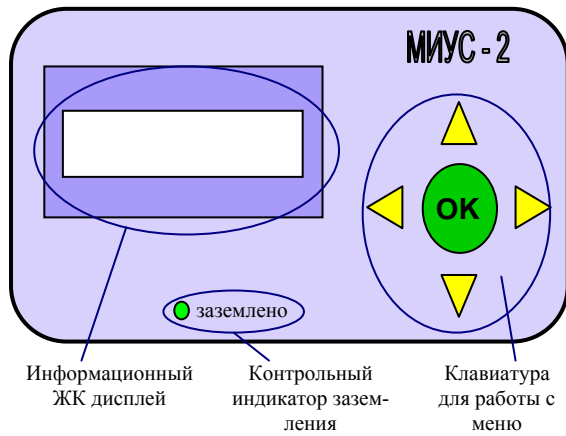 МИУС - 2
OK
заземлено
Информационный
ЖК дисплей
Контрольный
индикатор зазем-
ления
Клавиатура
для работы с
меню